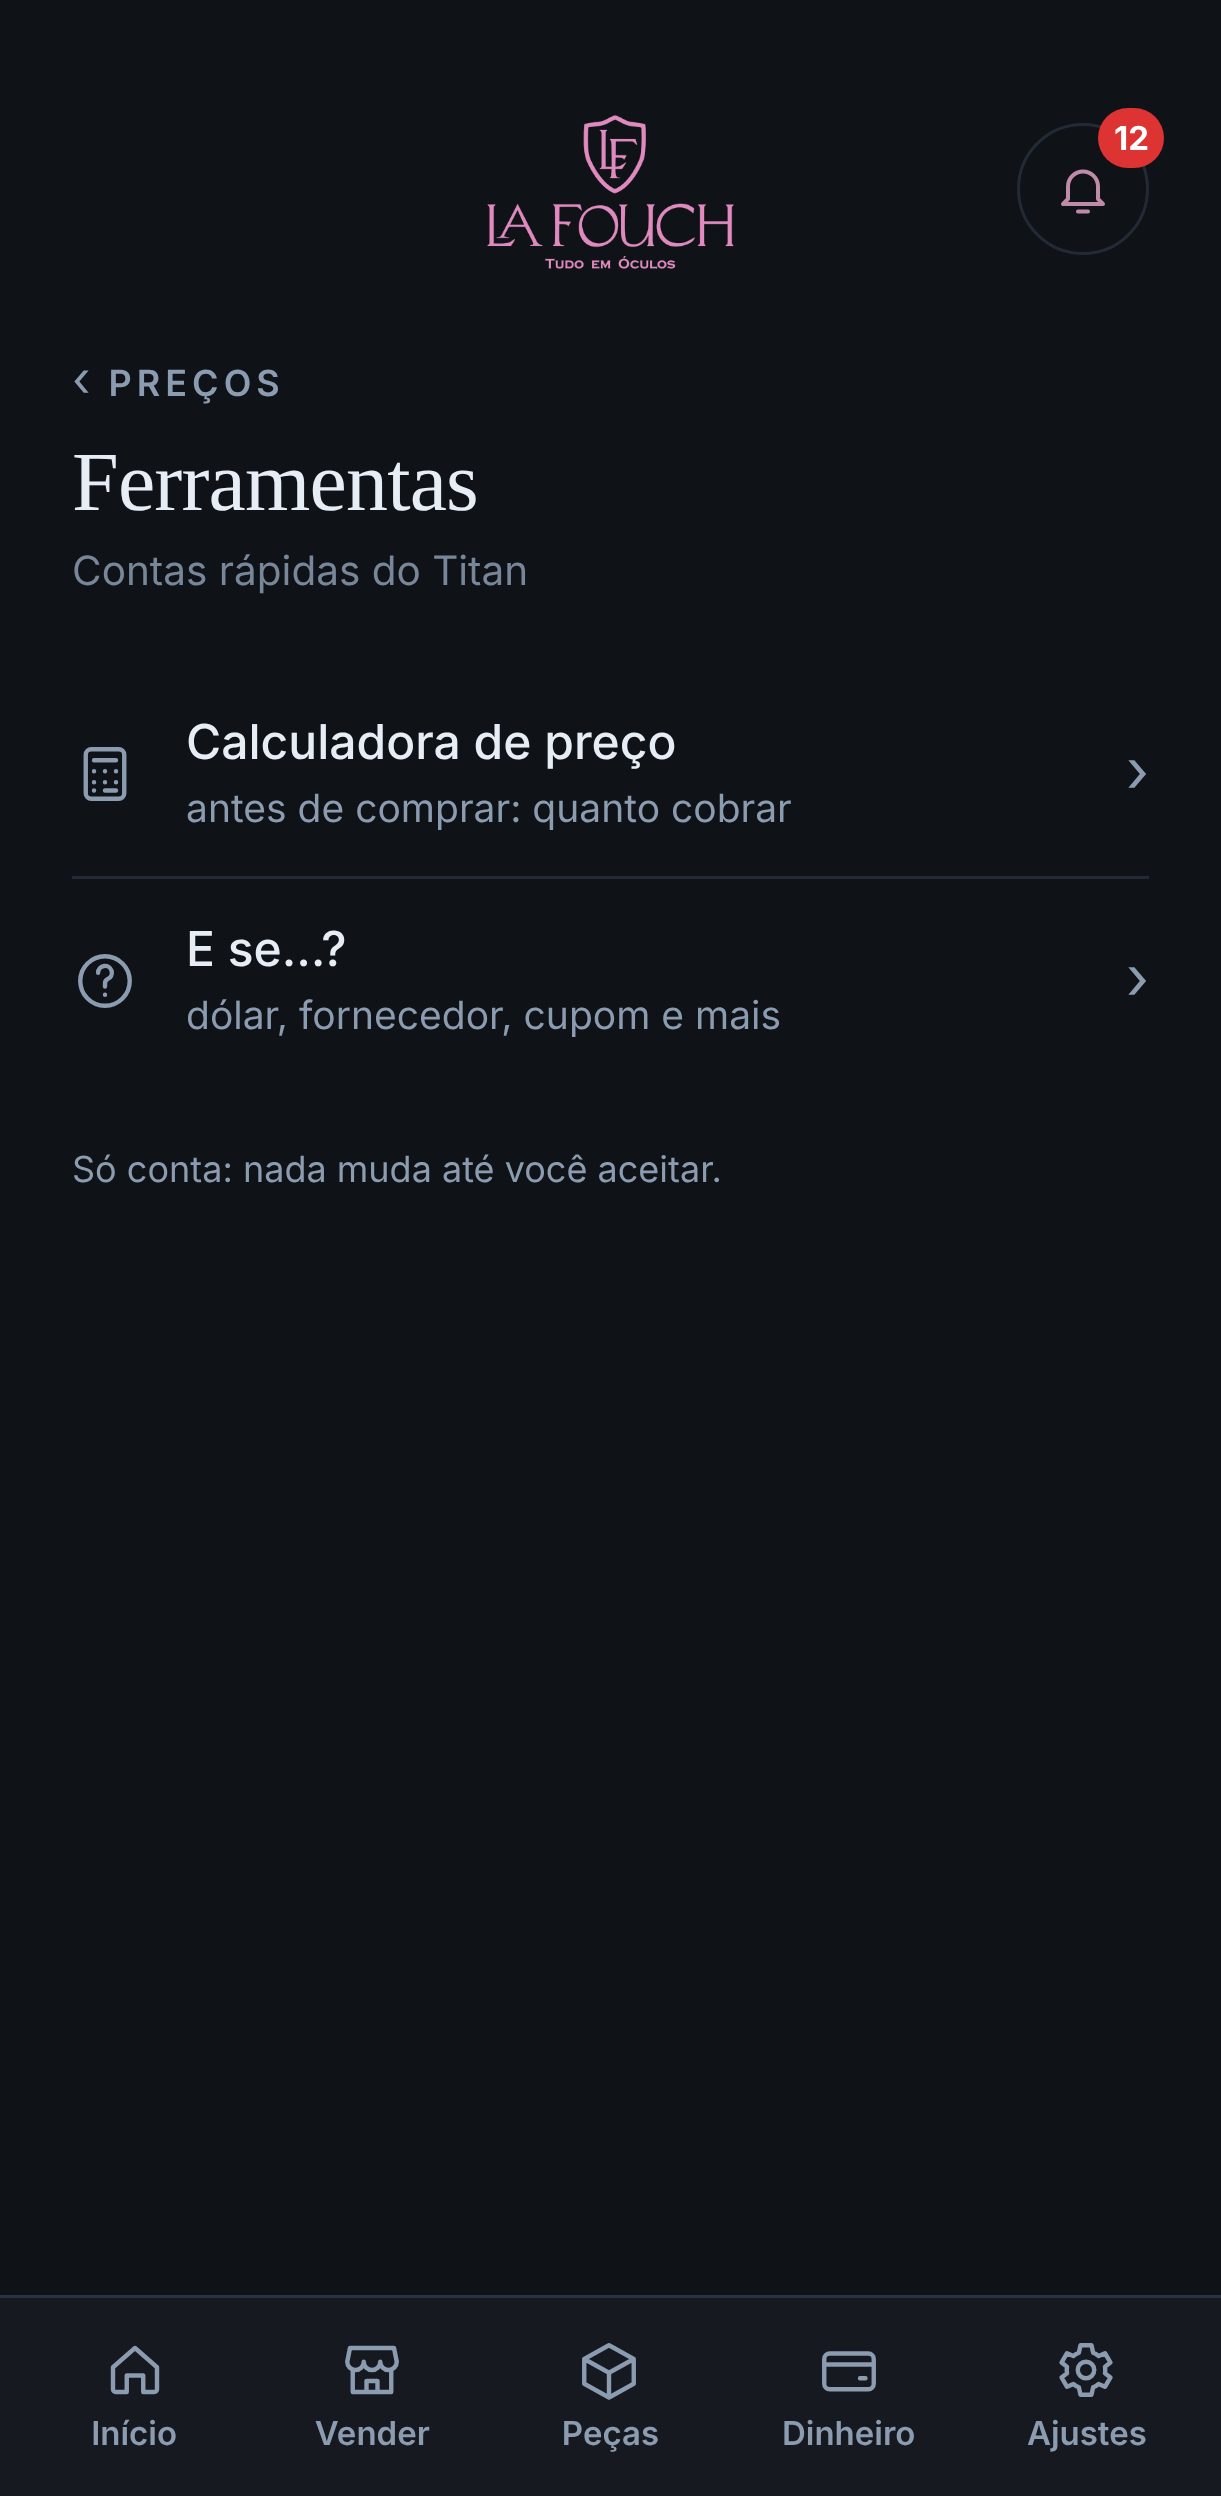 12
LF
LA FOUCH
TUDO EM ÓCULOS
‹ PREÇOS
Ferramentas
Contas rápidas do Titan
Calculadora de preço
antes de comprar: quanto cobrar
E se...?
dólar, fornecedor, cupom e mais
Só conta: nada muda até você aceitar.
Início
Vender
Peças
Dinheiro
Ajustes